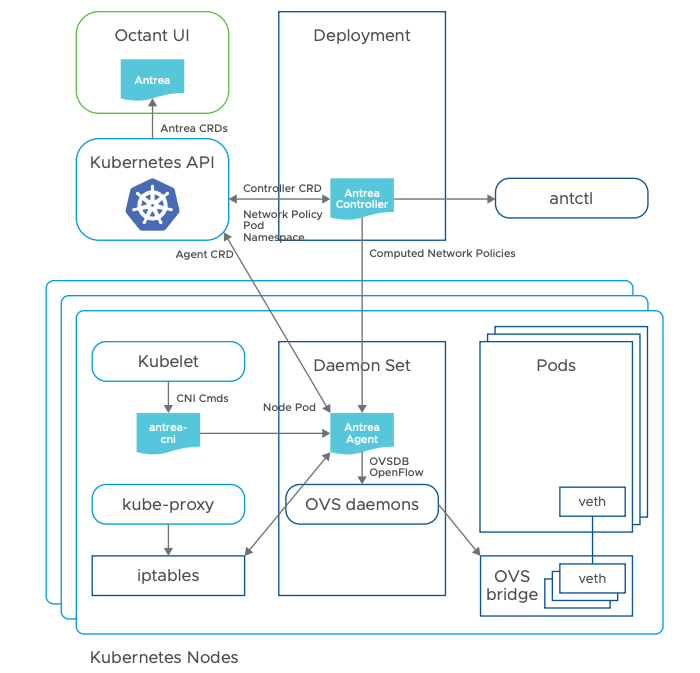 Octant UI
Deployment
Antrea
Antrea CRDs
Kubernetes API
Controller CRD
Antrea
Controller
antctl
Network Policy
Pod
Namespace
Agent CRD
Computed Network Policies
Kubelet
Daemon Set
Pods
CNI Cmds
Node Pod
antrea-
cni
Antrea
Agent
OVSDB
OpenFlow
kube-proxy
OVS daemons
veth
iptables
OVS
bridge
veth
Kubernetes Nodes